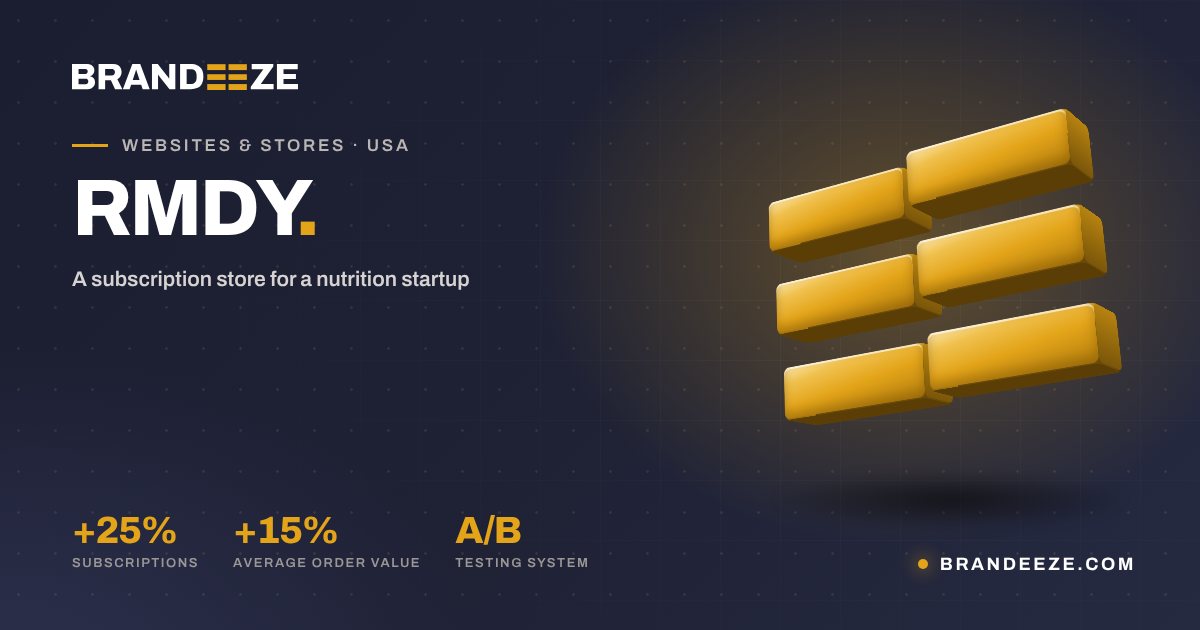 BRANDEEZE
WEBSITES & STORES · USA
RMDY.
A subscription store for a nutrition startup
+25% +15% A/B
SUBSCRIPTIONS AVERAGE ORDER VALUE TESTING SYSTEM
BRANDEEZE.COM